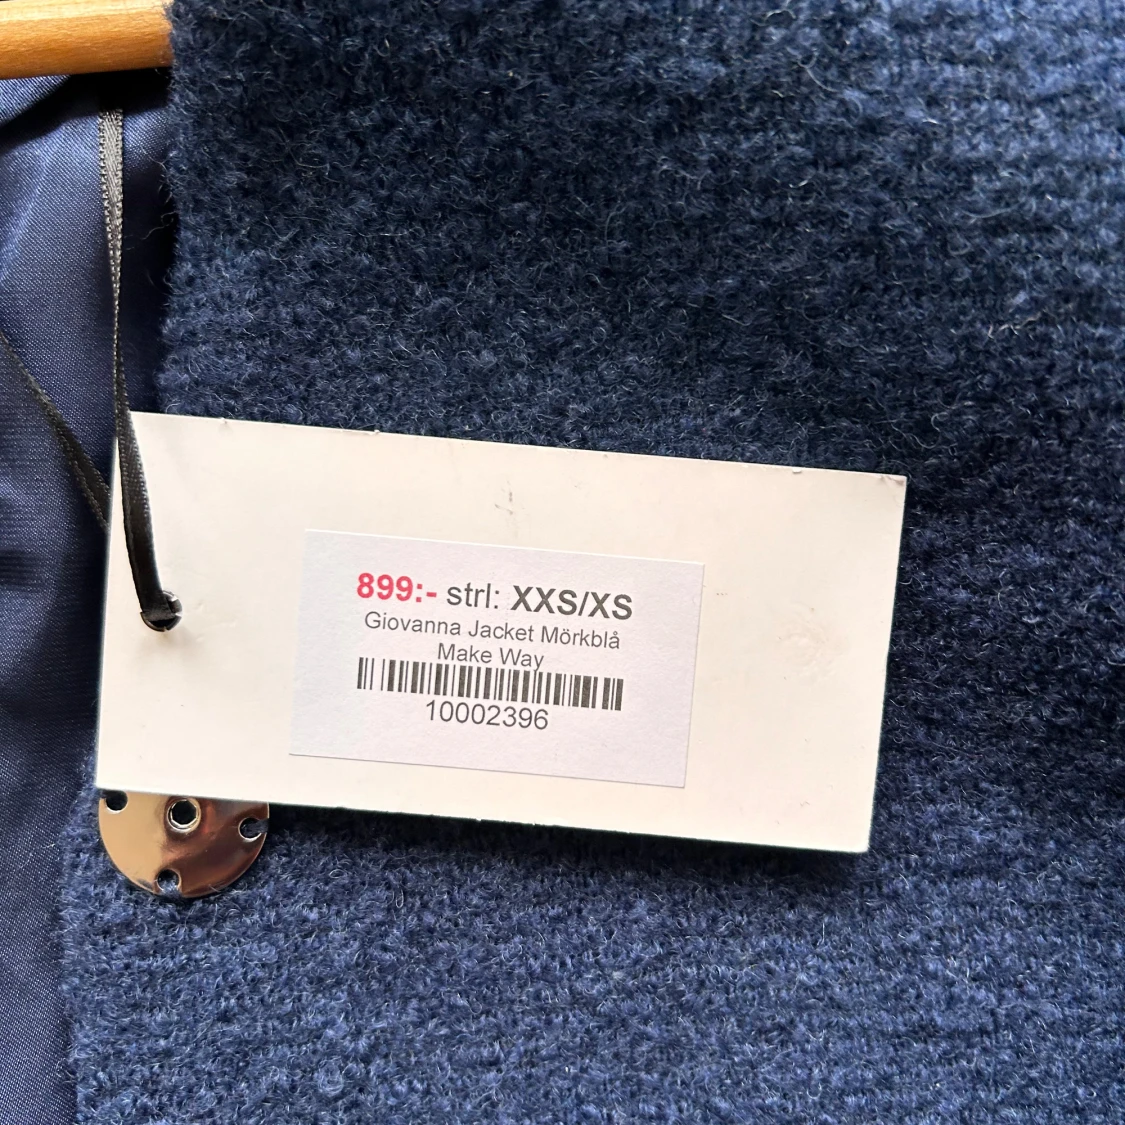 899:- strl: XXS/XS
Giovanna Jacket Mörkblå
Make Way
10002396